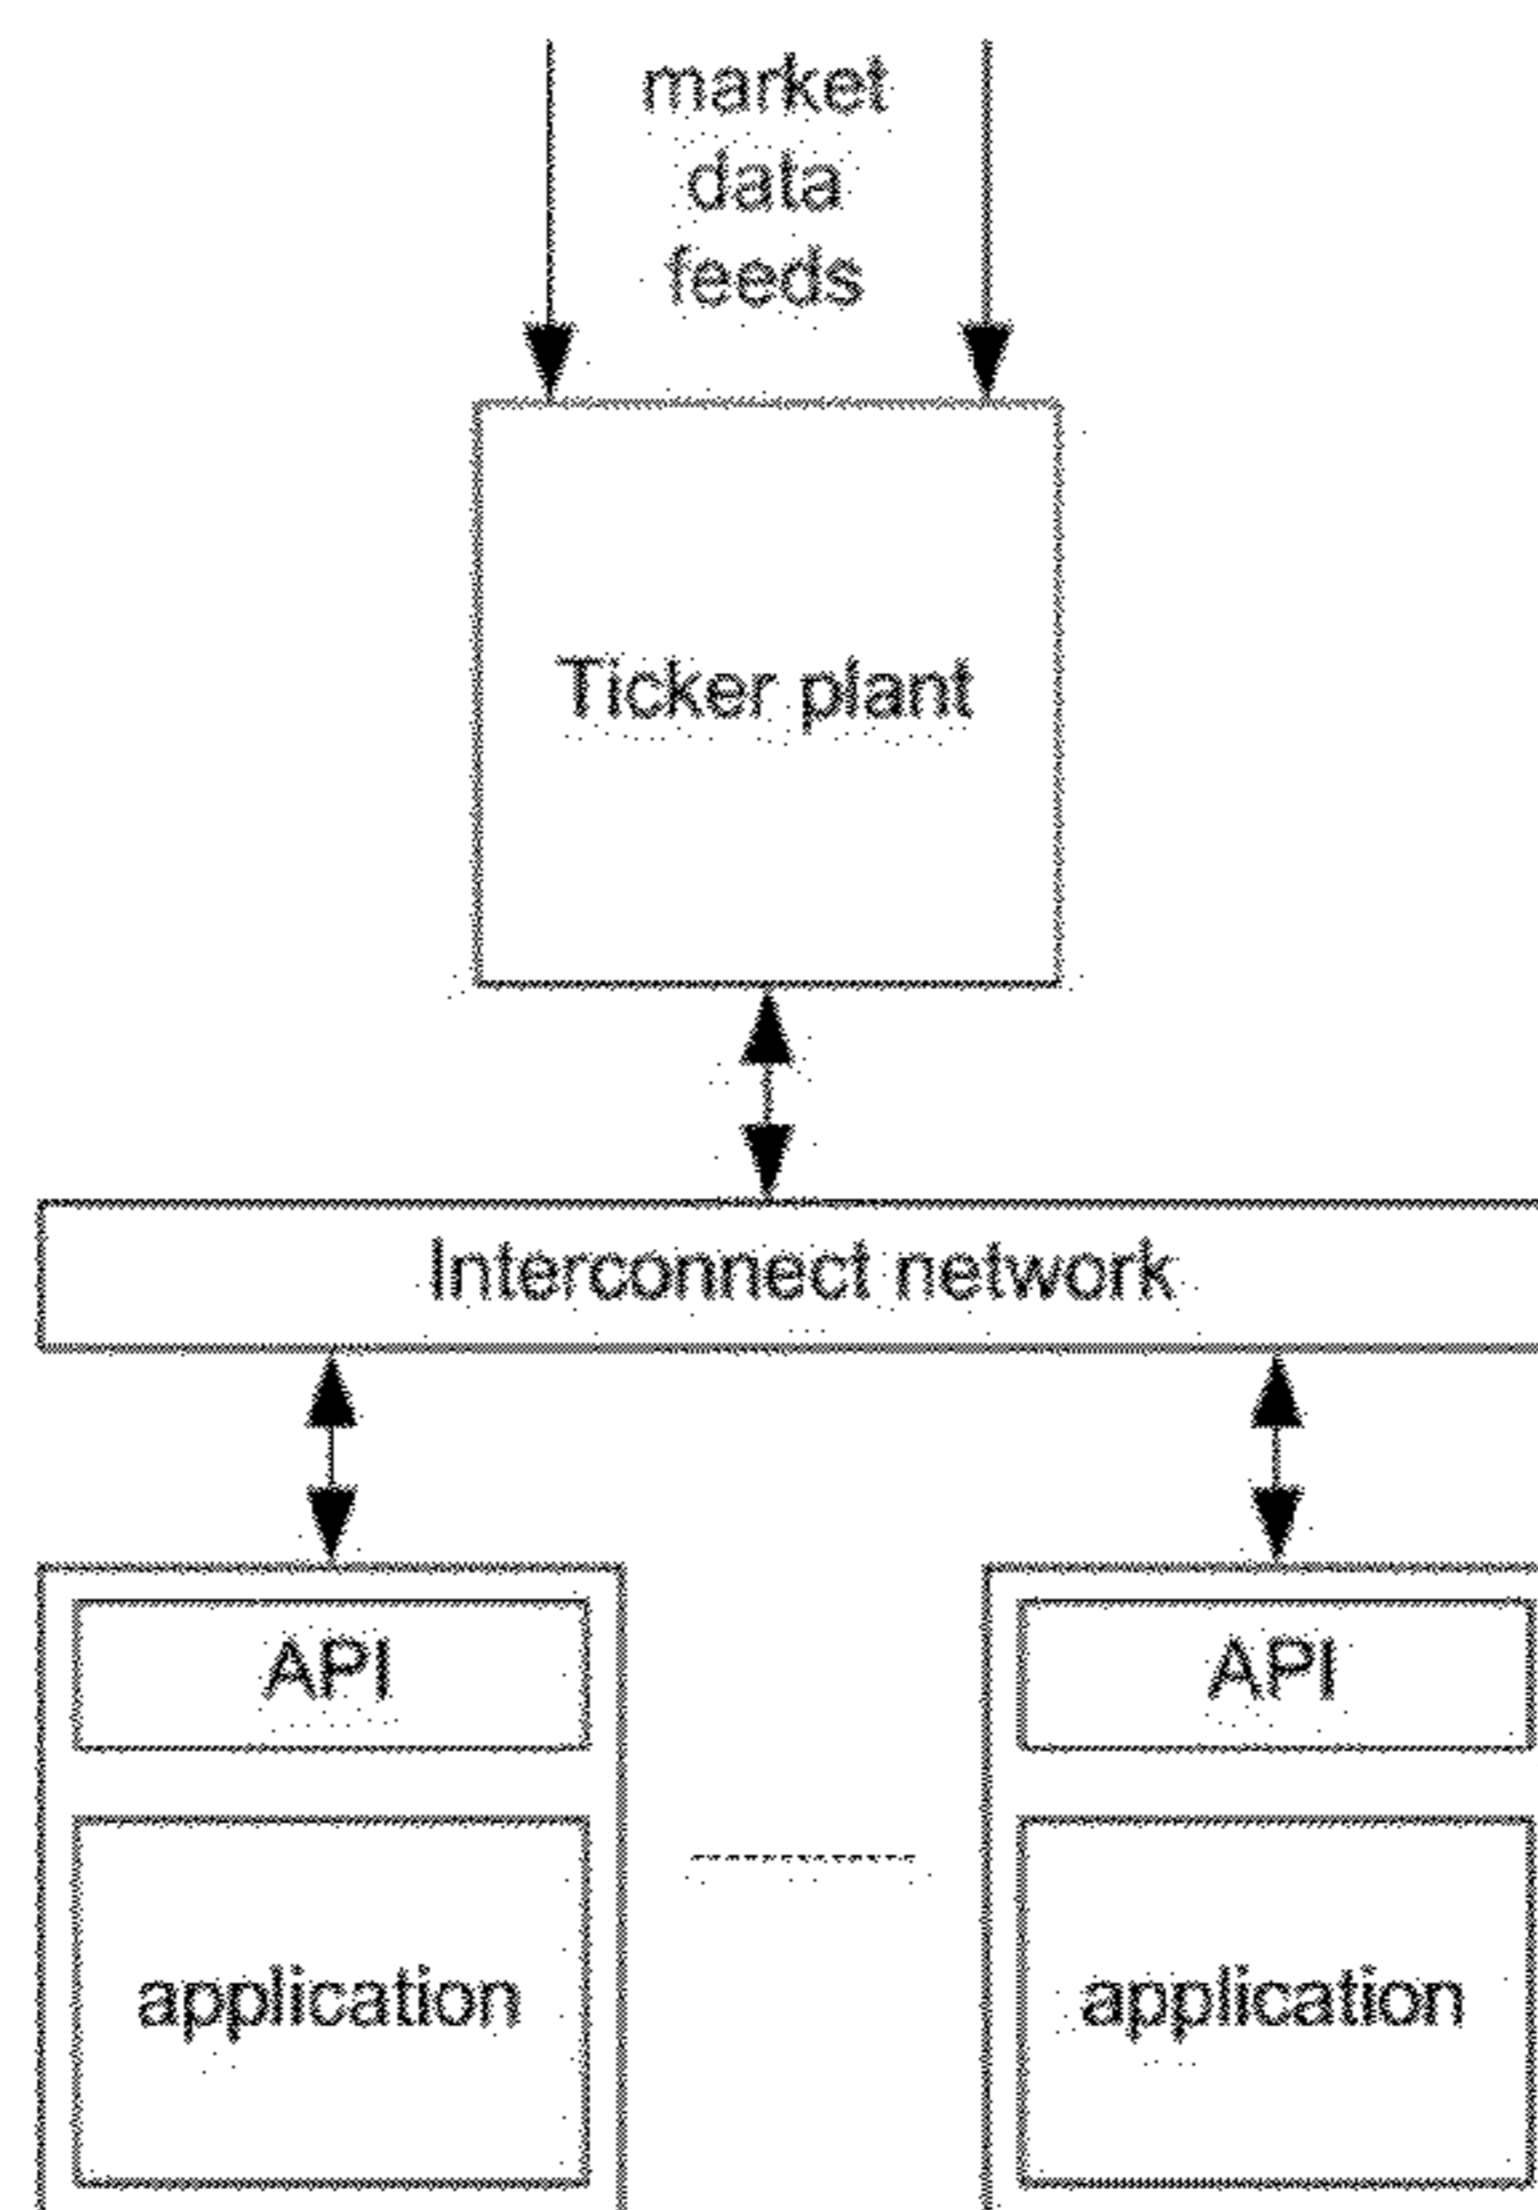 market
data
feeds
Ticker plant
Interconnect network
API
API
application
application